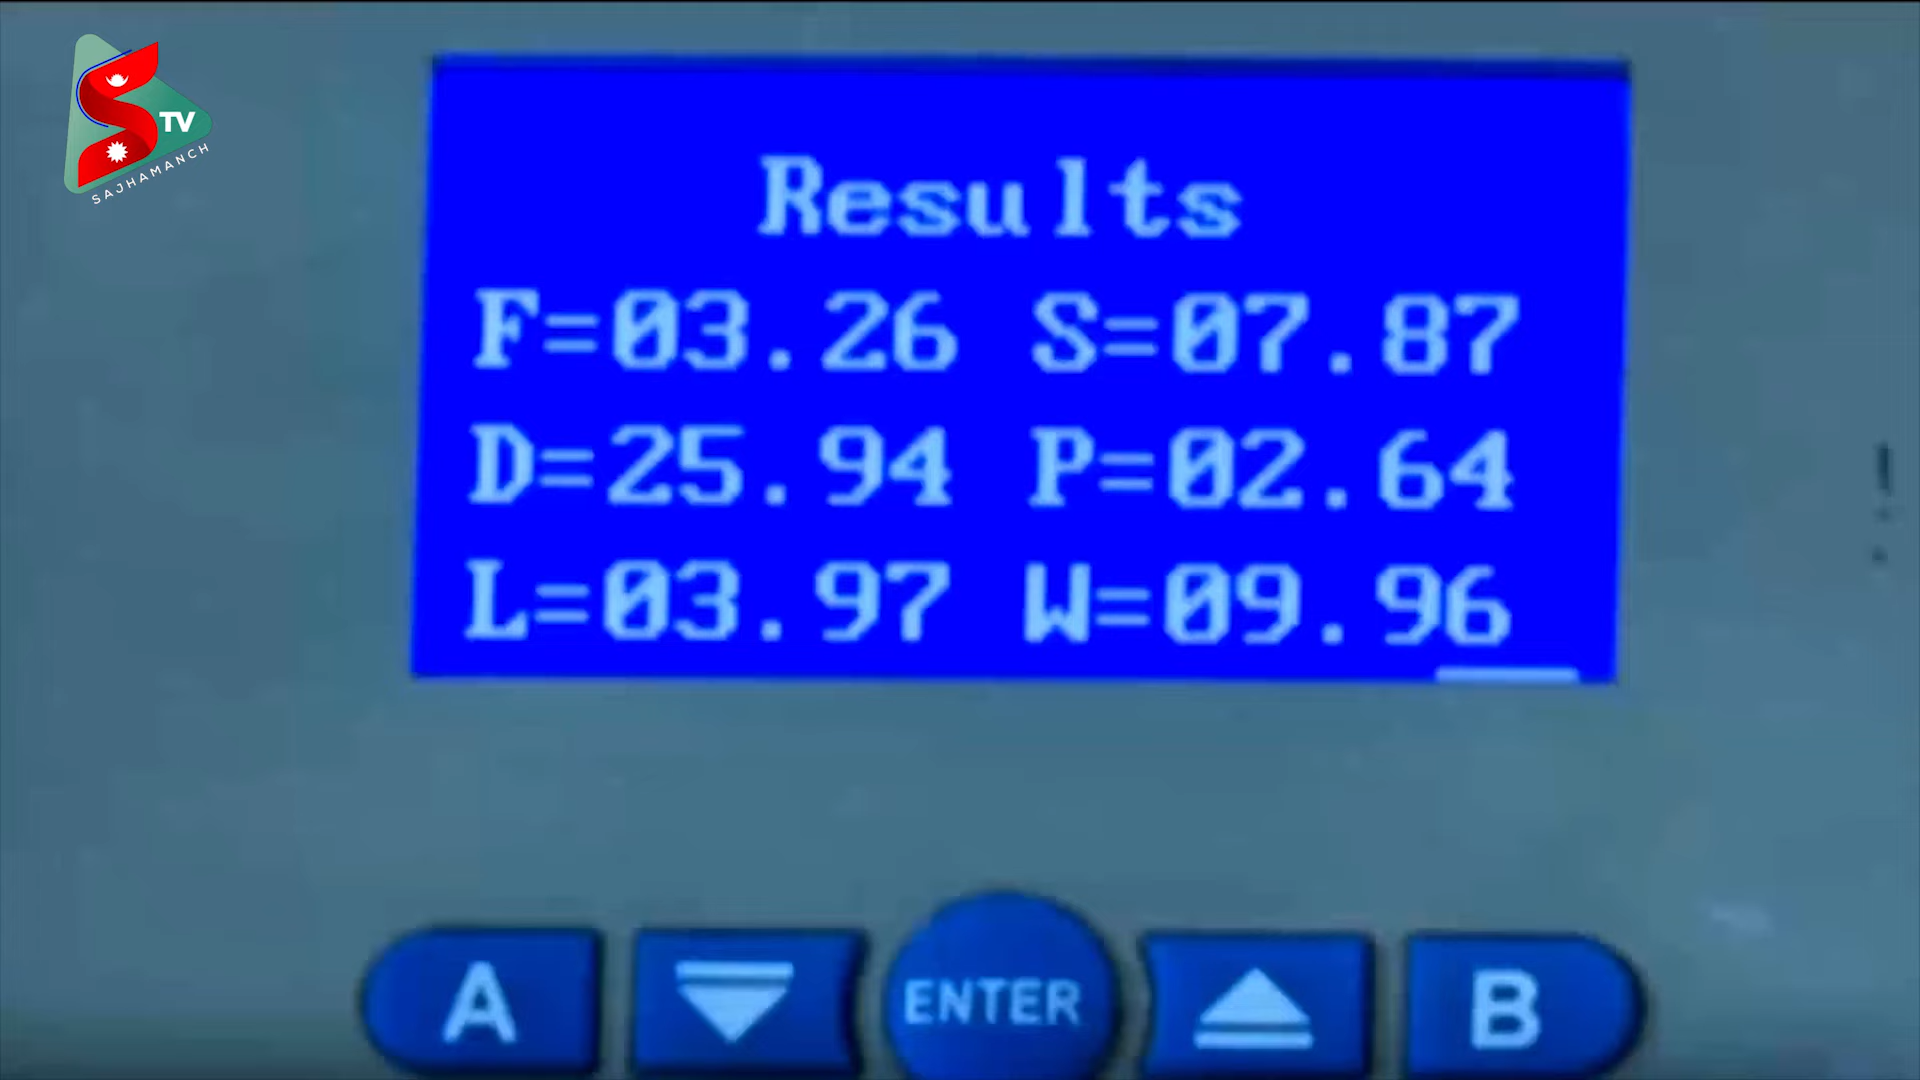 S TV
SAJHAMANCH
Results
F=03.26 S=07.87
D=25.94 P=02.64
L=03.97 W=09.96
A ENTER B